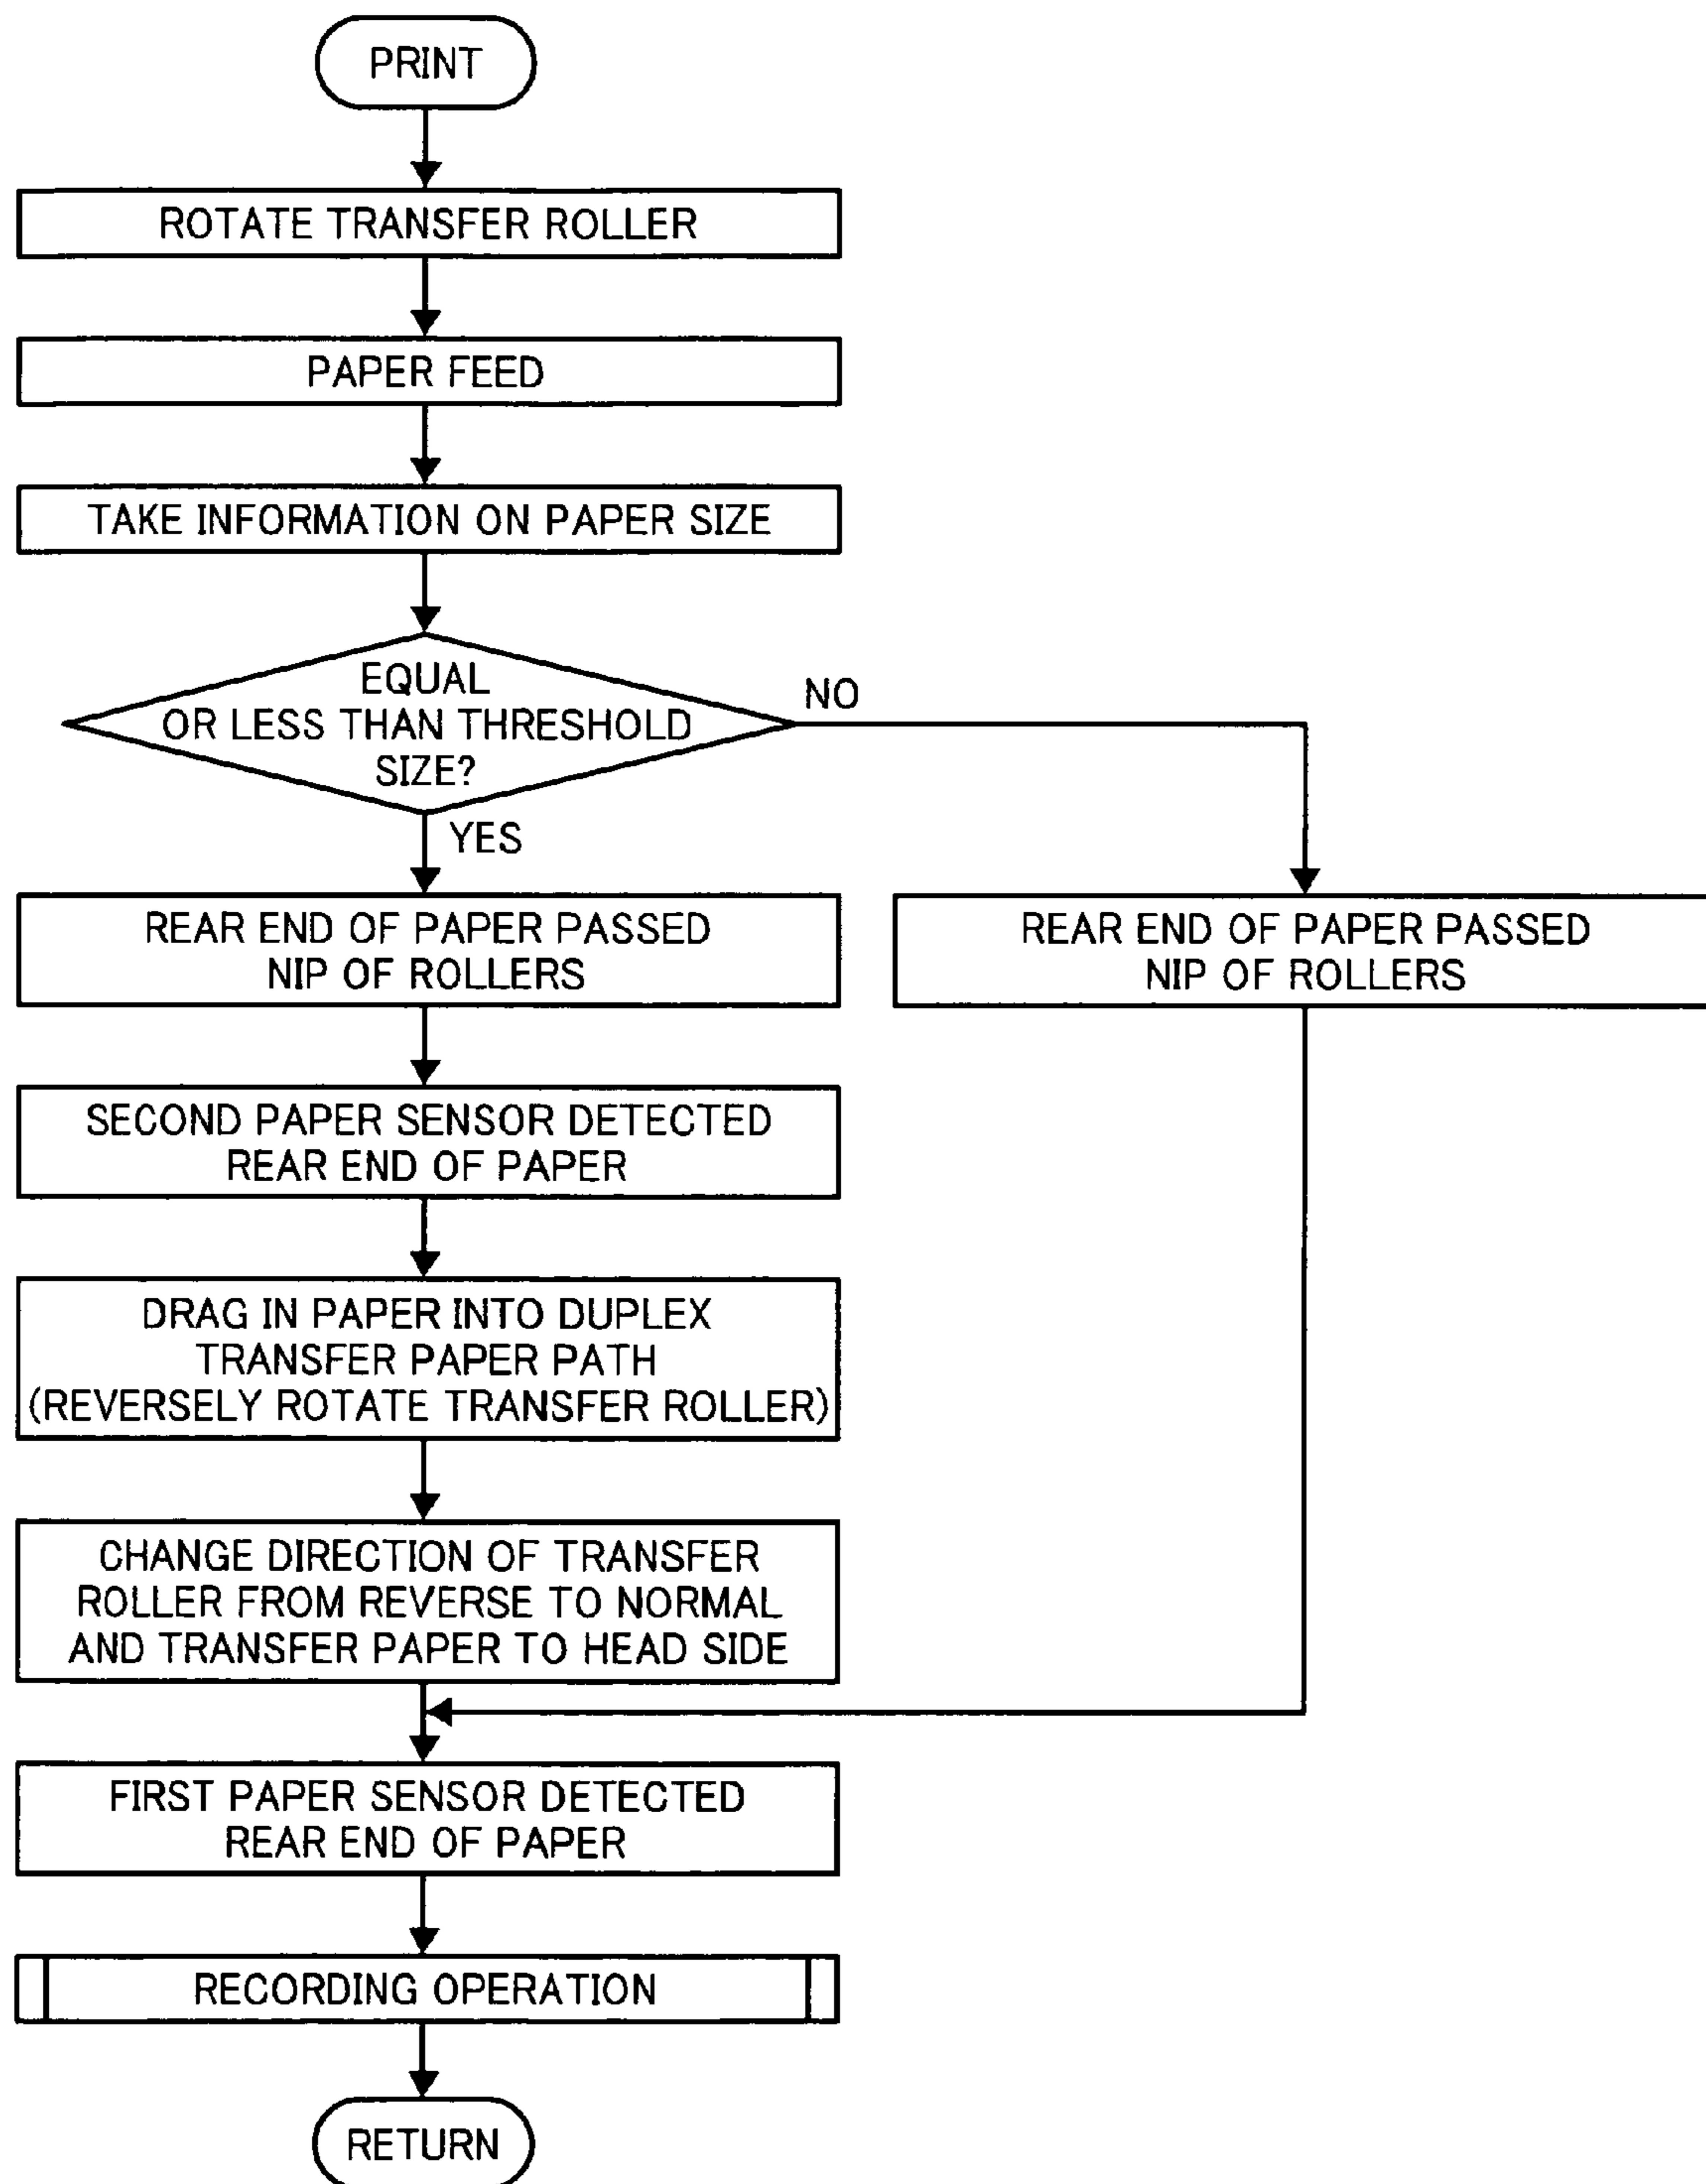 PRINT
ROTATE TRANSFER ROLLER
PAPER FEED
TAKE INFORMATION ON PAPER SIZE
EQUAL
OR LESS THAN THRESHOLD
SIZE?
NO
YES
REAR END OF PAPER PASSED
NIP OF ROLLERS
REAR END OF PAPER PASSED
NIP OF ROLLERS
SECOND PAPER SENSOR DETECTED
REAR END OF PAPER
DRAG IN PAPER INTO DUPLEX
TRANSFER PAPER PATH
(REVERSELY ROTATE TRANSFER ROLLER)
CHANGE DIRECTION OF TRANSFER
ROLLER FROM REVERSE TO NORMAL
AND TRANSFER PAPER TO HEAD SIDE
FIRST PAPER SENSOR DETECTED
REAR END OF PAPER
RECORDING OPERATION
RETURN